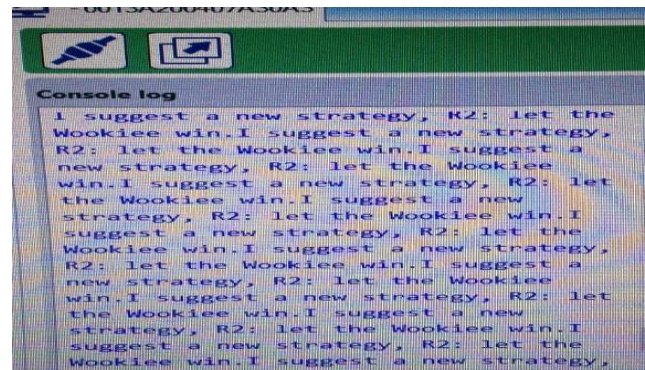 - 0013A200407A30A3
Console log
I suggest a new strategy, R2: let the
Wookiee win.I suggest a new strategy,
R2: let the Wookiee win.I suggest a
new strategy, R2: let the Wookiee
win.I suggest a new strategy, R2: let
the Wookiee win.I suggest a new
strategy, R2: let the Wookiee win.I
suggest a new strategy, R2: let the
Wookiee win.I suggest a new strategy,
R2: let the Wookiee win.I suggest a
new strategy, R2: let the Wookiee
win.I suggest a new strategy, R2: let
the Wookiee win.I suggest a new
strategy, R2: let the Wookiee win.I
suggest a new strategy, R2: let the
Wookiee win.I suggest a new strategy,